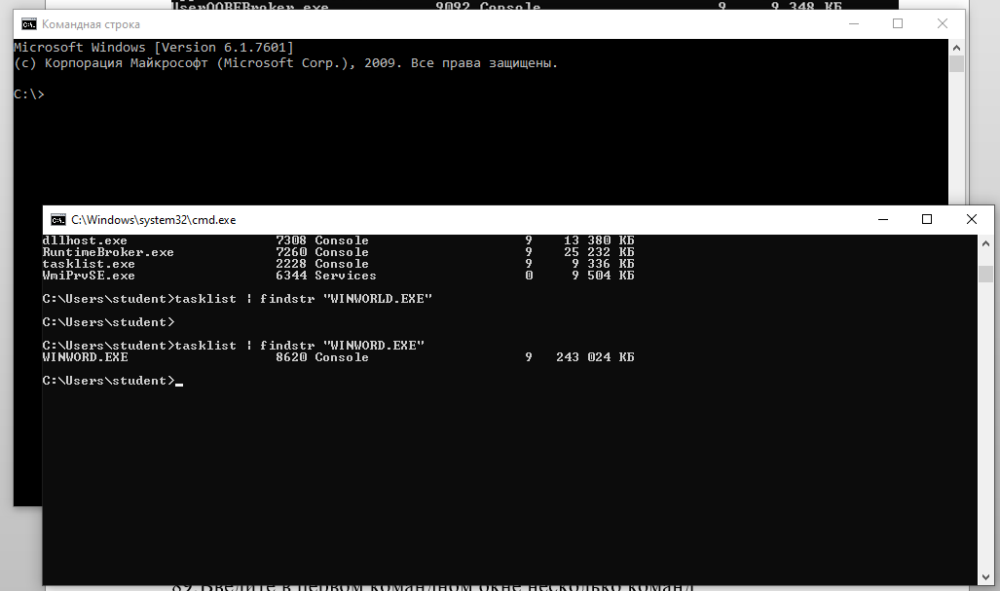 UserOOBEBroker.exe 9092 Console 9 9 348 КБ
Командная строка
Microsoft Windows [Version 6.1.7601]
(c) Корпорация Майкрософт (Microsoft Corp.), 2009. Все права защищены.
C:\>
C:\Windows\system32\cmd.exe
dllhost.exe 7308 Console 9 13 380 КБ
RuntimeBroker.exe 7260 Console 9 25 232 КБ
tasklist.exe 2228 Console 9 9 336 КБ
WmiPrvSE.exe 6344 Services 0 9 504 КБ
C:\Users\student>tasklist | findstr "WINWORLD.EXE"
C:\Users\student>
C:\Users\student>tasklist | findstr "WINWORD.EXE"
WINWORD.EXE 8620 Console 9 243 024 КБ
C:\Users\student>
89.Введите в первом командном окне несколько команд